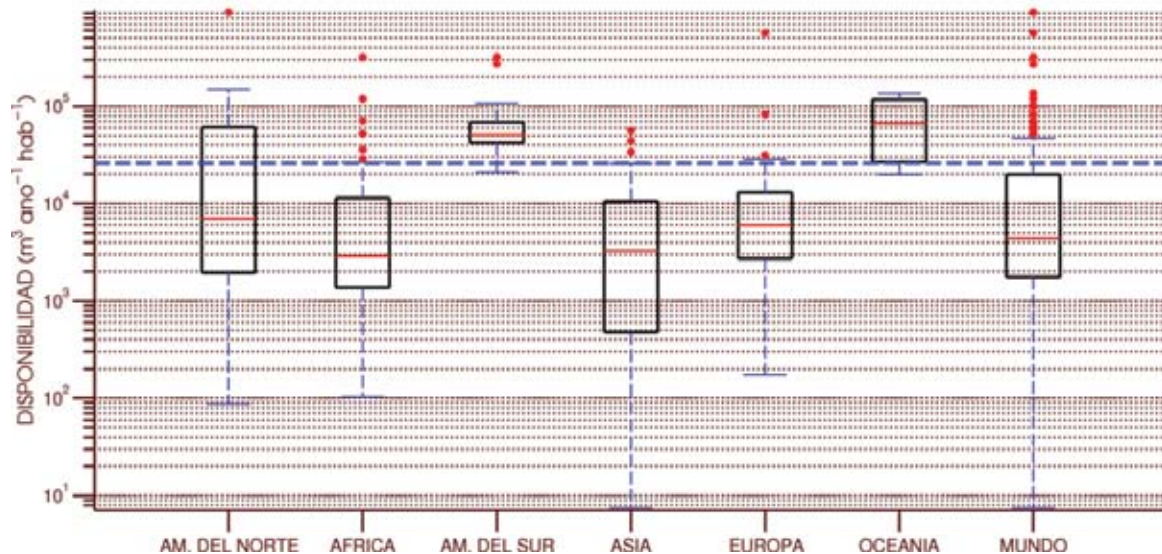 DISPONIBILIDAD (m³ ano⁻¹ hab⁻¹)
10⁵
10⁴
10³
10²
10¹
AM. DEL NORTE AFRICA AM. DEL SUR ASIA EUROPA OCEANIA MUNDO